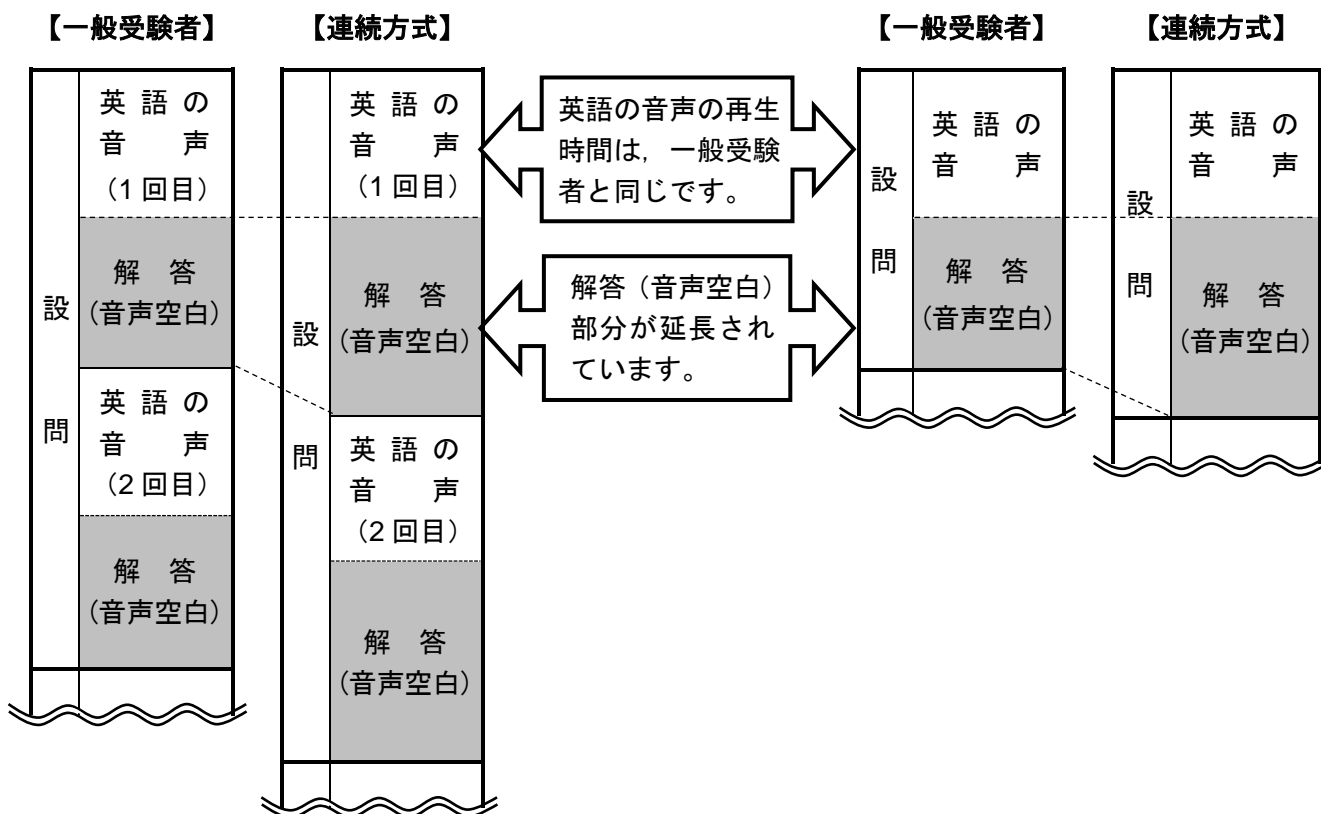 【一般受験者】
設問
英語の
音声
（1回目）
解答
（音声空白）
英語の
音声
（2回目）
解答
（音声空白）
【連続方式】
設問
英語の
音声
（1回目）
解答
（音声空白）
英語の
音声
（2回目）
解答
（音声空白）
英語の音声の再生
時間は，一般受験
者と同じです。
解答（音声空白）
部分が延長され
ています。
【一般受験者】
設問
英語の
音声
解答
（音声空白）
【連続方式】
設問
英語の
音声
解答
（音声空白）